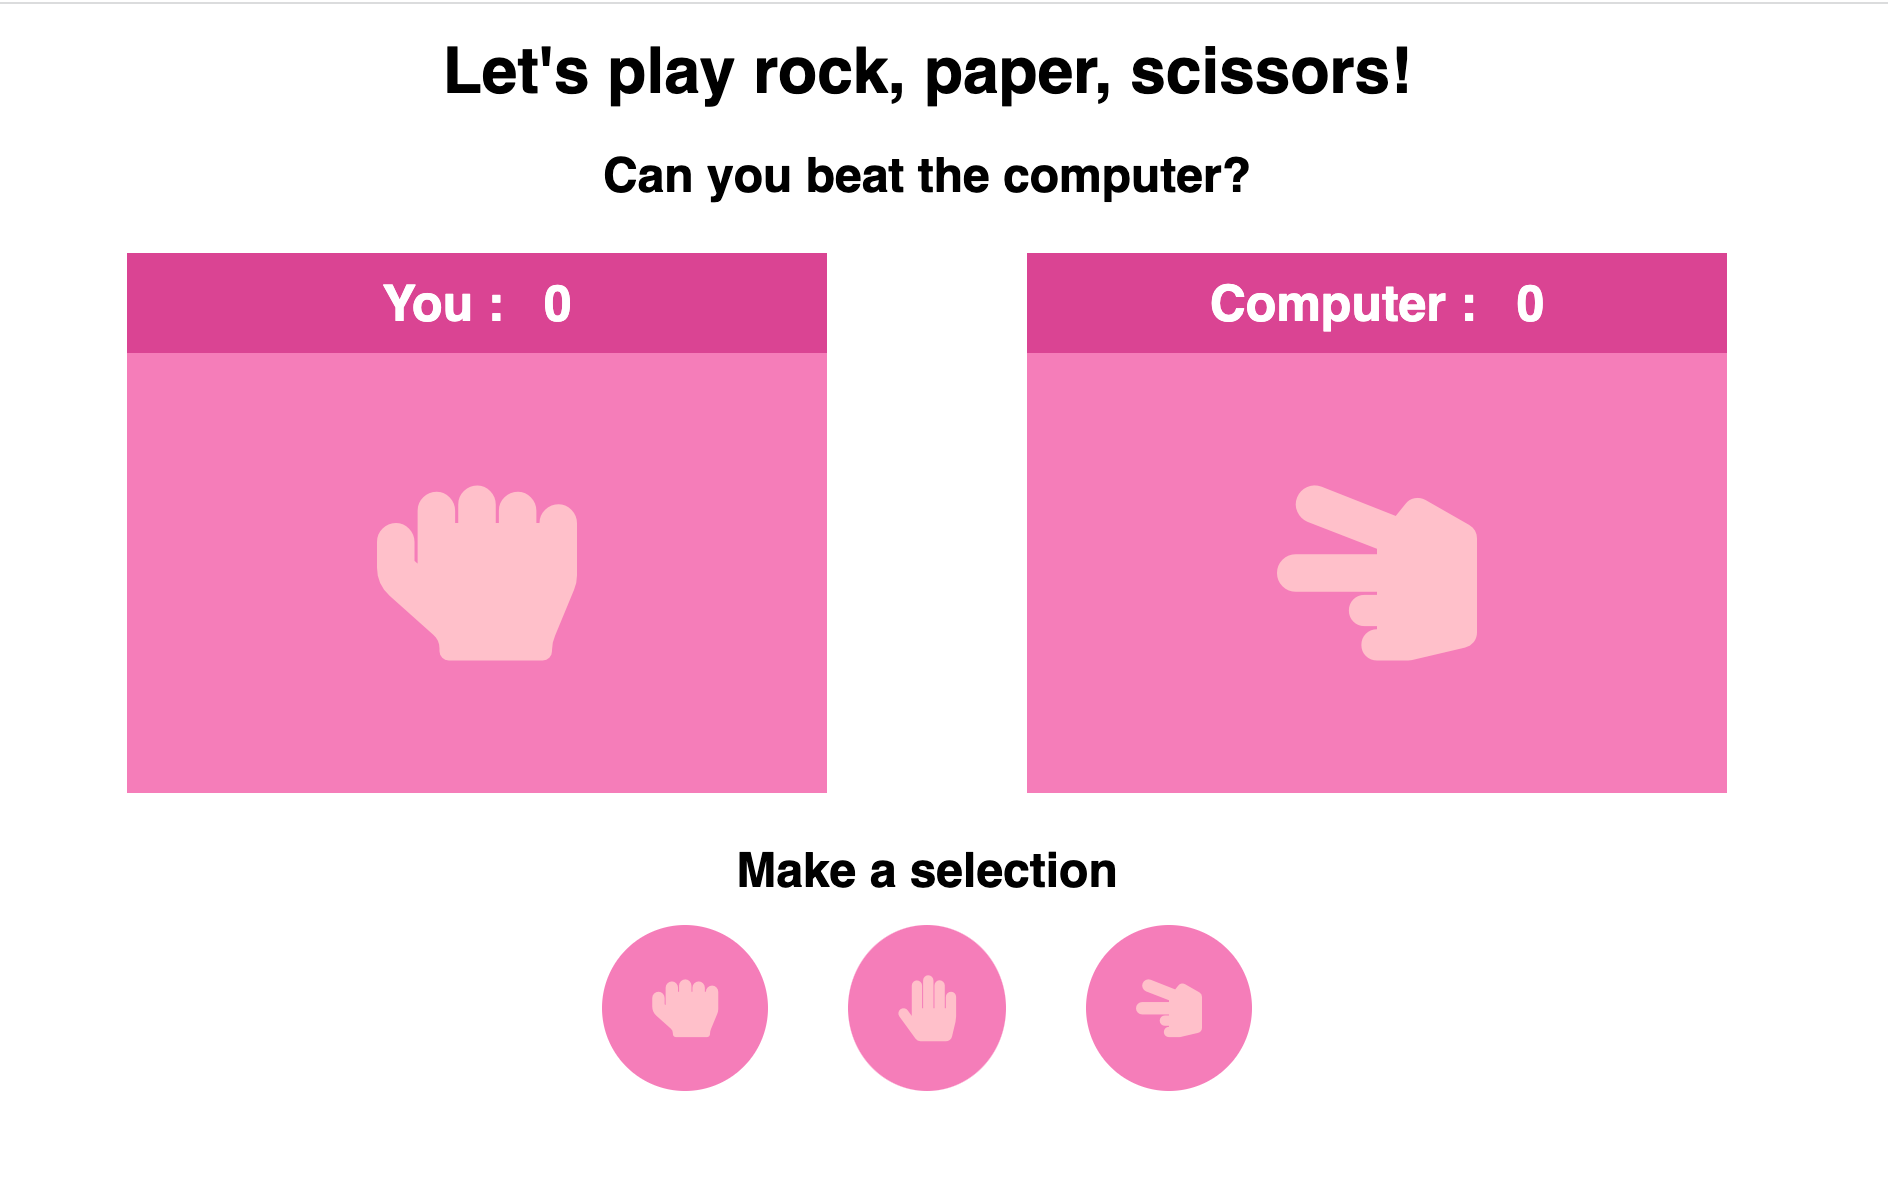 Let's play rock, paper, scissors!
Can you beat the computer?
You : 0
Computer : 0
Make a selection